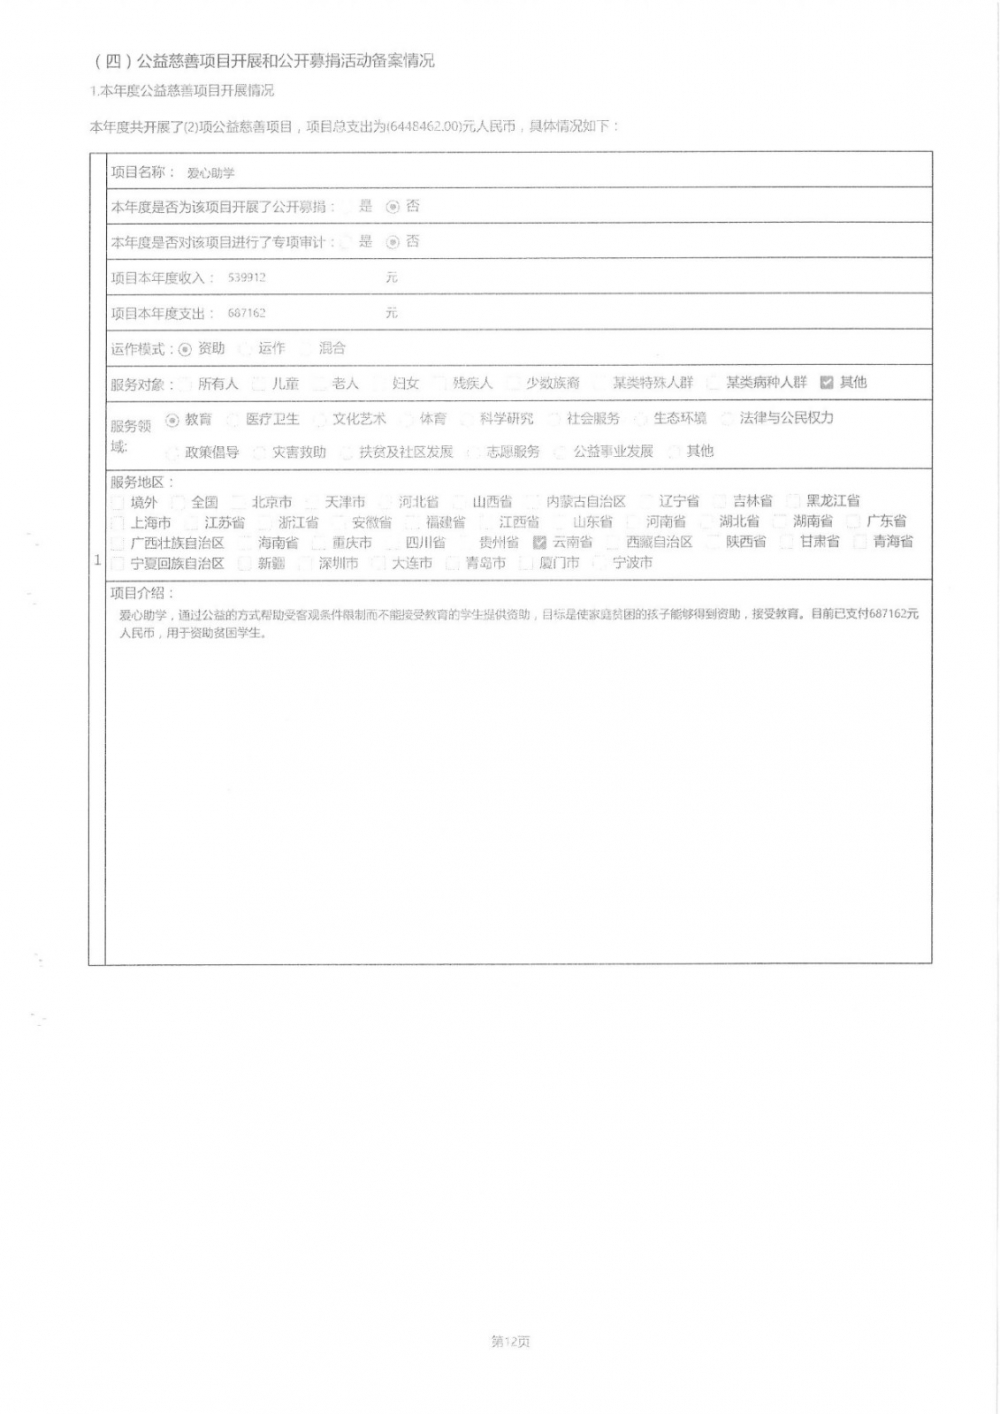 （四）公益慈善项目开展和公开募捐活动备案情况
1.本年度公益慈善项目开展情况
本年度共开展了(2)项公益慈善项目，项目总支出为(6448462.00)元人民币，具体情况如下：
项目名称： 爱心助学
本年度是否为该项目开展了公开募捐： 是 否
本年度是否对该项目进行了专项审计： 是 否
项目本年度收入： 539912 元
项目本年度支出： 687162 元
运作模式： 资助 运作 混合
服务对象： 所有人 儿童 老人 妇女 残疾人 少数族裔 某类特殊人群 某类病种人群 其他
服务领域: 教育 医疗卫生 文化艺术 体育 科学研究 社会服务 生态环境 法律与公民权力
政策倡导 灾害救助 扶贫及社区发展 志愿服务 公益事业发展 其他
服务地区：
境外 全国 北京市 天津市 河北省 山西省 内蒙古自治区 辽宁省 吉林省 黑龙江省
上海市 江苏省 浙江省 安徽省 福建省 江西省 山东省 河南省 湖北省 湖南省 广东省
广西壮族自治区 海南省 重庆市 四川省 贵州省 云南省 西藏自治区 陕西省 甘肃省 青海省
1 宁夏回族自治区 新疆 深圳市 大连市 青岛市 厦门市 宁波市
项目介绍：
爱心助学，通过公益的方式帮助受客观条件限制而不能接受教育的学生提供资助，目标是使家庭贫困的孩子能够得到资助，接受教育。目前已支付687162元
人民币，用于资助贫困学生。
第12页